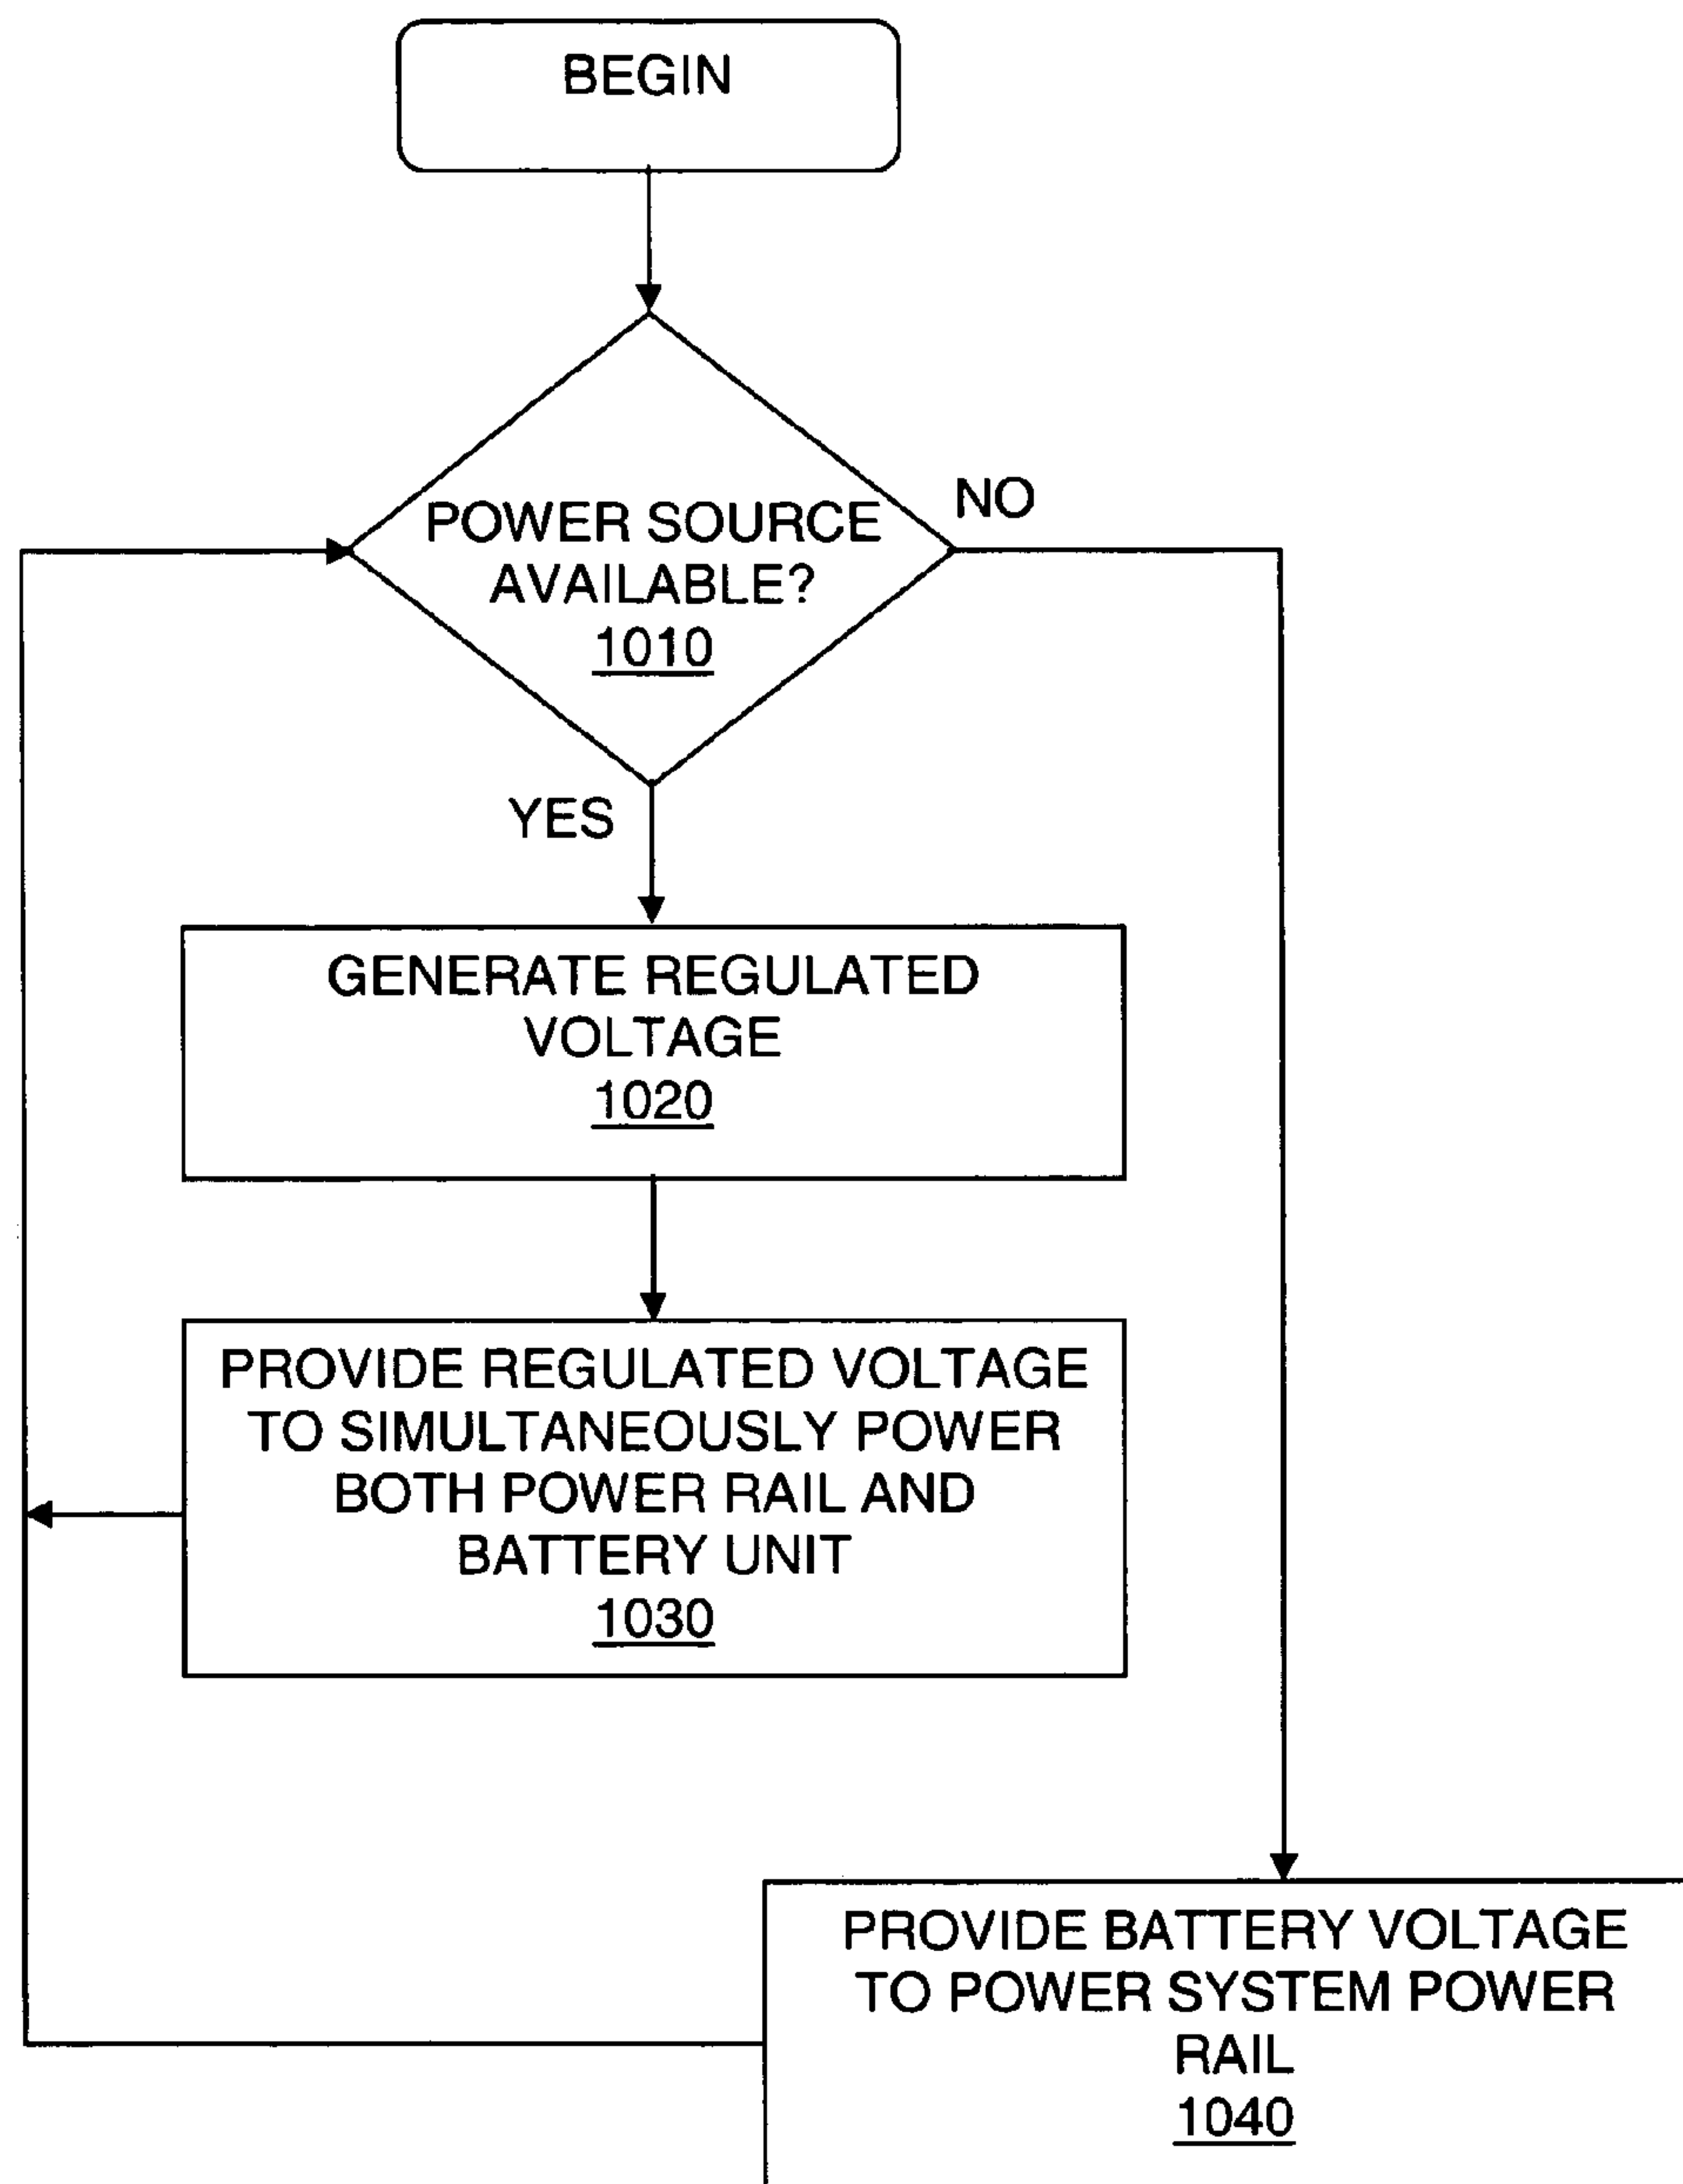 BEGIN
POWER SOURCE
AVAILABLE?
1010
NO
YES
GENERATE REGULATED
VOLTAGE
1020
PROVIDE REGULATED VOLTAGE
TO SIMULTANEOUSLY POWER
BOTH POWER RAIL AND
BATTERY UNIT
1030
PROVIDE BATTERY VOLTAGE
TO POWER SYSTEM POWER
RAIL
1040